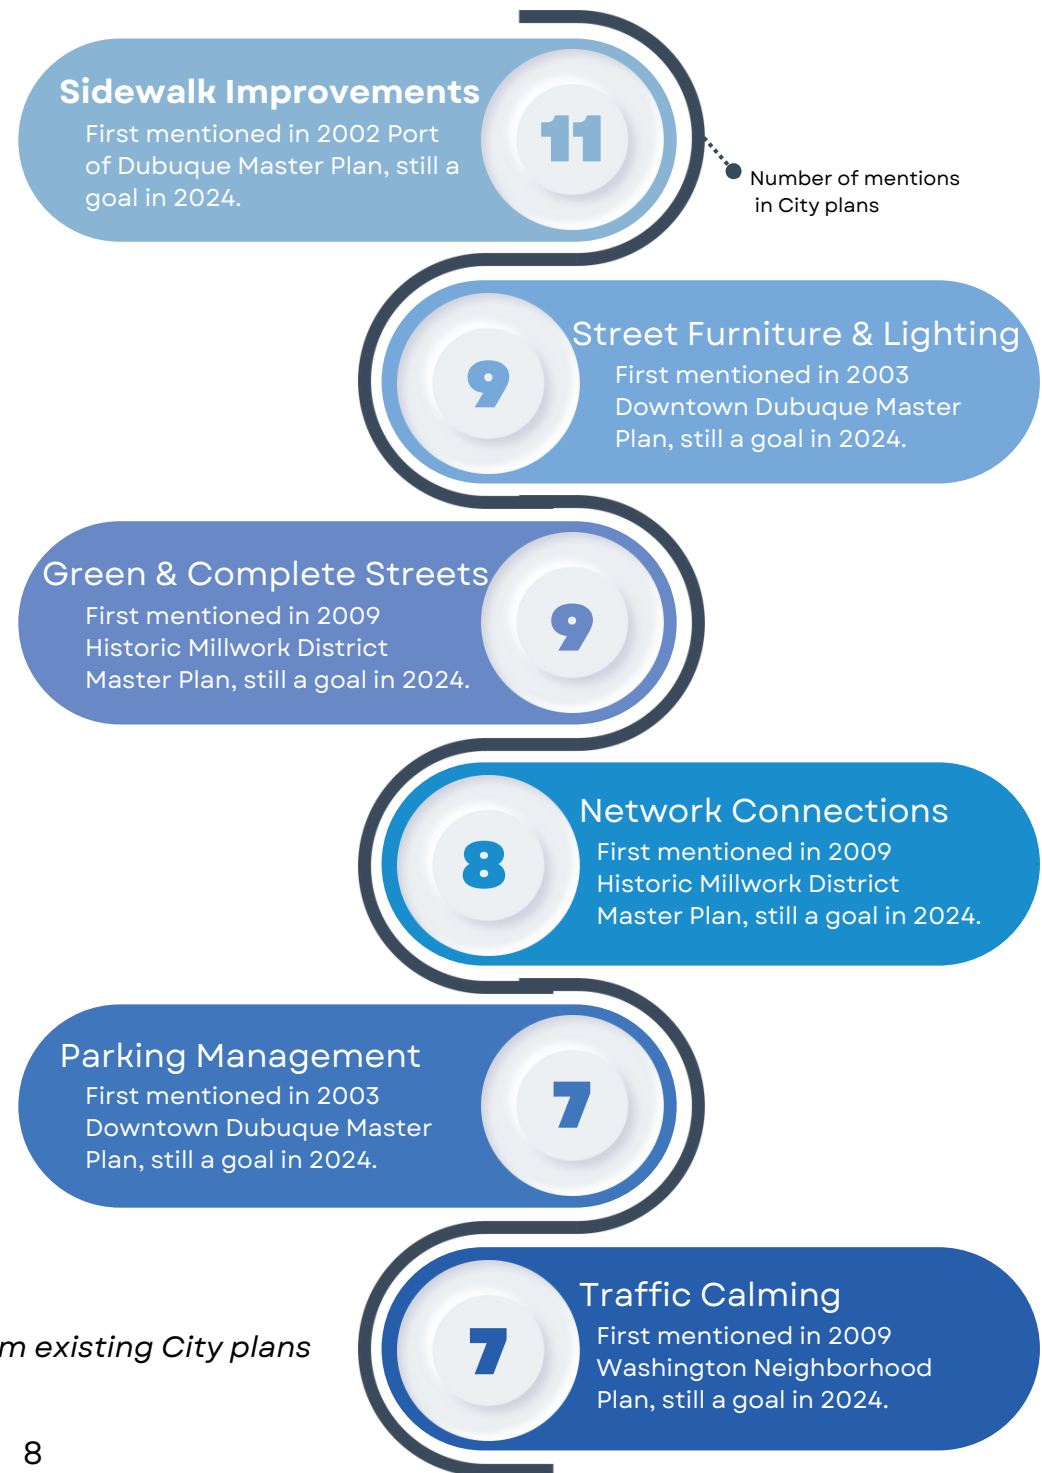 Sidewalk Improvements
First mentioned in 2002 Port
of Dubuque Master Plan, still a
goal in 2024.
11
Number of mentions
in City plans
9
Street Furniture & Lighting
First mentioned in 2003
Downtown Dubuque Master
Plan, still a goal in 2024.
Green & Complete Streets
First mentioned in 2009
Historic Millwork District
Master Plan, still a goal in 2024.
9
8
Network Connections
First mentioned in 2009
Historic Millwork District
Master Plan, still a goal in 2024.
Parking Management
First mentioned in 2003
Downtown Dubuque Master
Plan, still a goal in 2024.
7
7
Traffic Calming
First mentioned in 2009
Washington Neighborhood
Plan, still a goal in 2024.
existing City plans
8